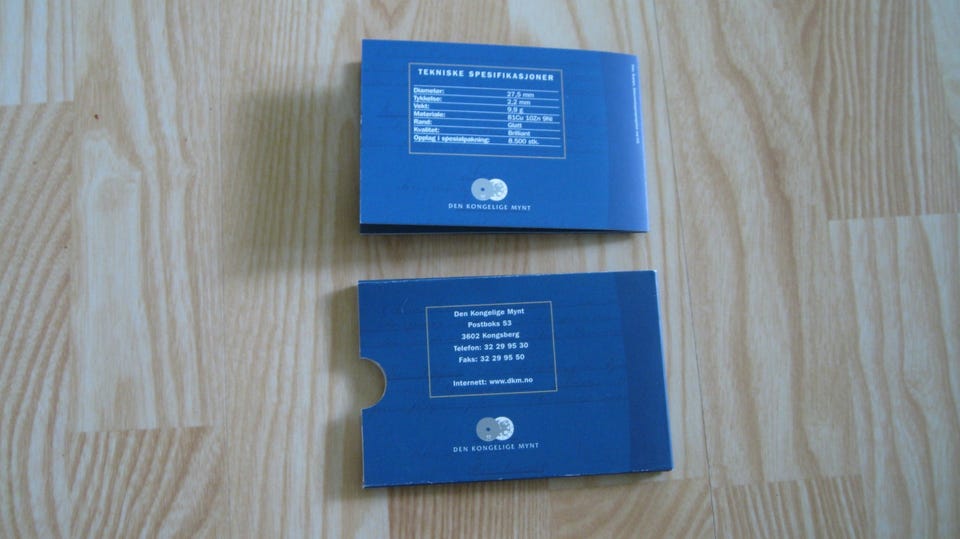 TEKNISKE SPESIFIKASJONER
Diameter: 27,5 mm
Tykkelse: 2,2 mm
Vekt: 9,9 g
Materiale: 81Cu 10Zn 9Ni
Rand: Glatt
Kvalitet: Brilliant
Opplag i spesialpakning: 8.500 stk.
DEN KONGELIGE MYNT
Den Kongelige Mynt
Postboks 53
3602 Kongsberg
Telefon: 32 29 95 30
Faks: 32 29 95 50
Internett: www.dkm.no
DEN KONGELIGE MYNT